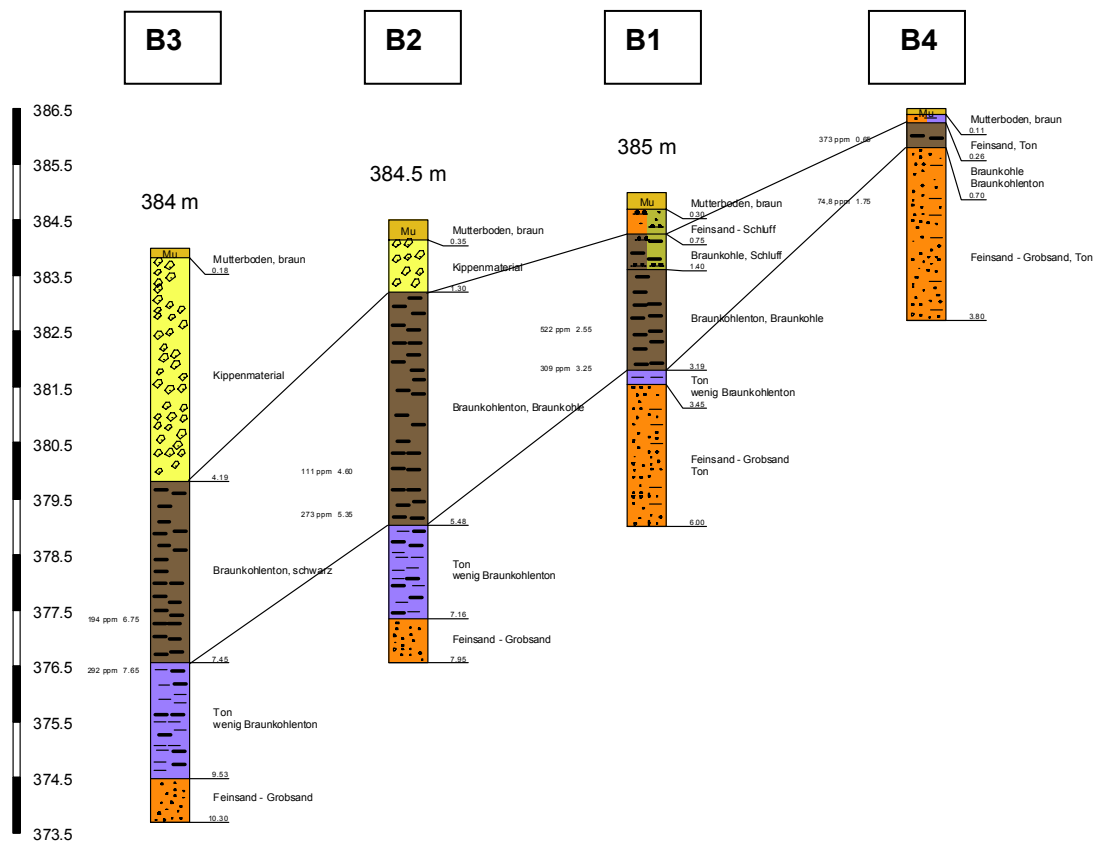 B3
B2
B1
B4
386.5
385.5
384.5
383.5
382.5
381.5
380.5
379.5
378.5
377.5
376.5
375.5
374.5
373.5
384 m
Mu
Mutterboden, braun
0.18
Kippenmaterial
4.19
Braunkohlenton, schwarz
194 ppm 6.75
7.45
292 ppm 7.65
Ton
wenig Braunkohlenton
9.53
Feinsand - Grobsand
10.30
384.5 m
Mu
Mutterboden, braun
0.35
Kippenmaterial
1.30
Braunkohlenton, Braunkohle
111 ppm 4.60
273 ppm 5.35
5.48
Ton
wenig Braunkohlenton
7.16
Feinsand - Grobsand
7.95
385 m
Mu
Mutterboden, braun
0.30
Feinsand - Schluff
0.75
Braunkohle, Schluff
1.40
Braunkohlenton, Braunkohle
522 ppm 2.55
309 ppm 3.25
3.19
Ton
wenig Braunkohlenton
3.45
Feinsand - Grobsand
Ton
6.00
Mu
Mutterboden, braun
0.11
373 ppm 0.65
Feinsand, Ton
0.26
Braunkohle
Braunkohlenton
0.70
74,8 ppm 1.75
Feinsand - Grobsand, Ton
3.80